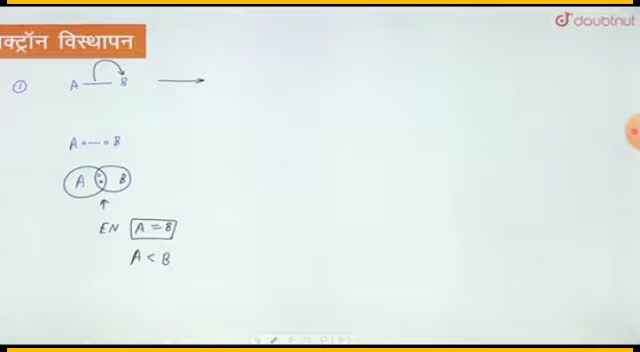 doubtnut
क्ट्रॉन विस्थापन
① A — B →
A •—• B
A : B
↑
EN A = B
A < B